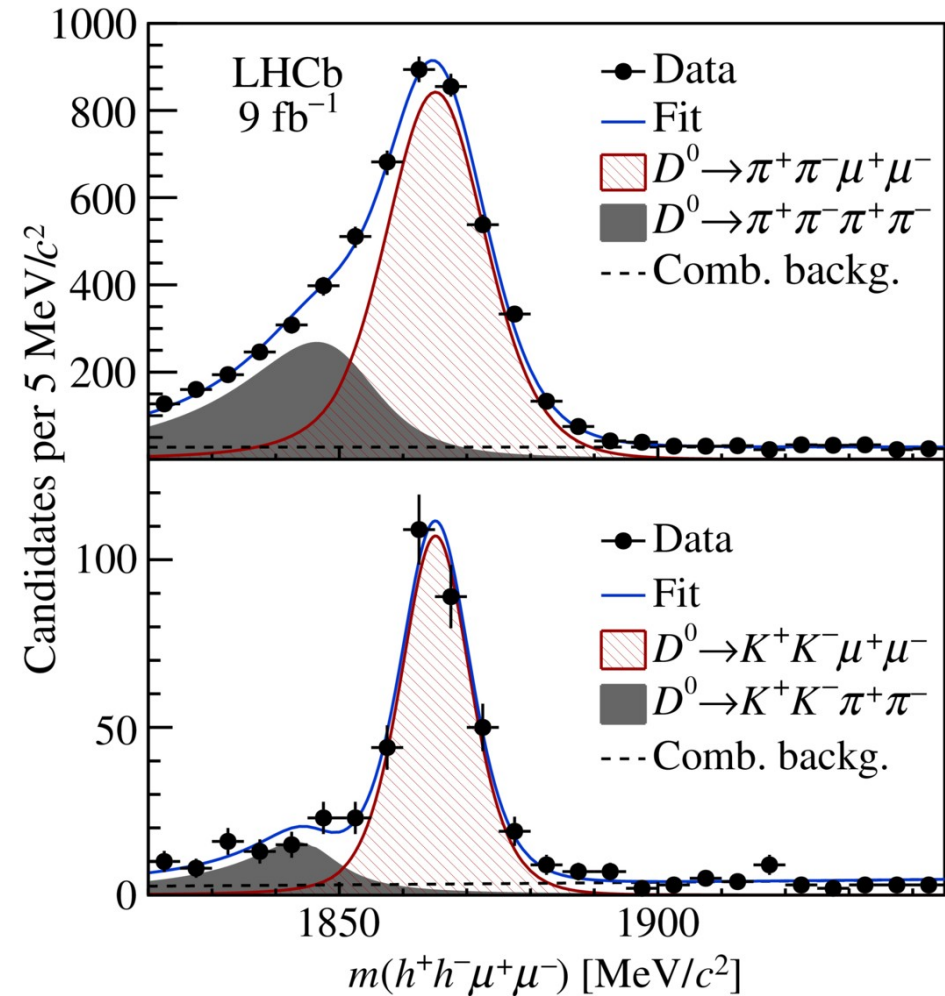 1000
800
600
400
200
LHCb
9 fb⁻¹
Data
Fit
D⁰→π⁺π⁻μ⁺μ⁻
D⁰→π⁺π⁻π⁺π⁻
Comb. backg.
Candidates per 5 MeV/c²
100
50
0
Data
Fit
D⁰→K⁺K⁻μ⁺μ⁻
D⁰→K⁺K⁻π⁺π⁻
Comb. backg.
1850 1900
m(h⁺h⁻μ⁺μ⁻) [MeV/c²]